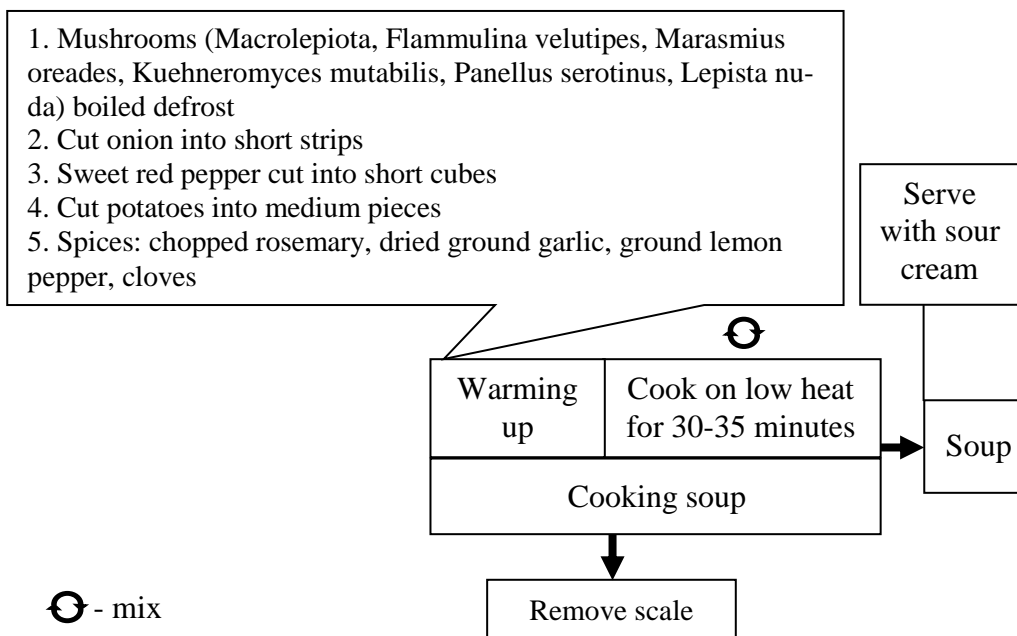 1. Mushrooms (Macrolepiota, Flammulina velutipes, Marasmius
oreades, Kuehneromyces mutabilis, Panellus serotinus, Lepista nu-
da) boiled defrost
2. Cut onion into short strips
3. Sweet red pepper cut into short cubes
4. Cut potatoes into medium pieces
5. Spices: chopped rosemary, dried ground garlic, ground lemon
pepper, cloves
Serve
with sour
cream
Warming
up
Cook on low heat
for 30-35 minutes
Soup
Cooking soup
Remove scale
- mix